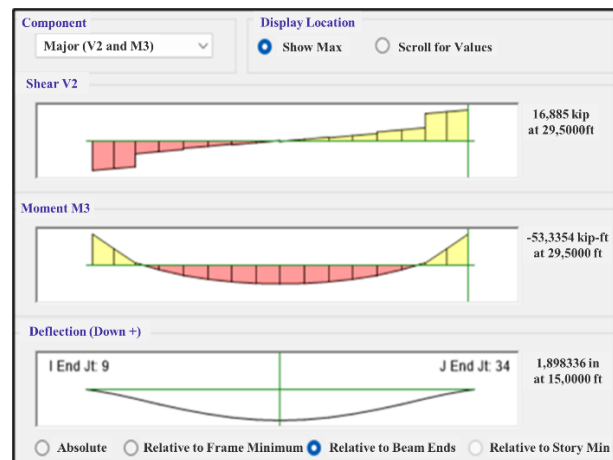 Component
Display Location
Major (V2 and M3)
Show Max
Scroll for Values
Shear V2
16,885 kip
at 29,5000ft
Moment M3
-53,3354 kip-ft
at 29,5000 ft
Deflection (Down +)
I End Jt: 9
J End Jt: 34
1,898336 in
at 15,0000 ft
Absolute
Relative to Frame Minimum
Relative to Beam Ends
Relative to Story Min